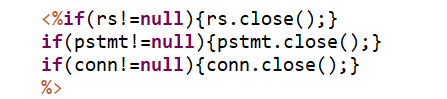 <%if(rs!=null){rs.close();}
if(pstmt!=null){pstmt.close();}
if(conn!=null){conn.close();}
%>